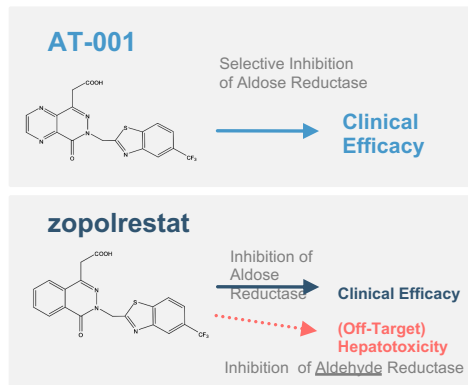 AT-001
Selective Inhibition
of Aldose Reductase
COOH
N
N
N
N
O
S
N
CF₃
Clinical
Efficacy
zopolrestat
COOH
N
N
O
S
N
CF₃
Inhibition of
Aldose
Reductase
Clinical Efficacy
(Off-Target)
Hepatotoxicity
Inhibition of Aldehyde Reductase